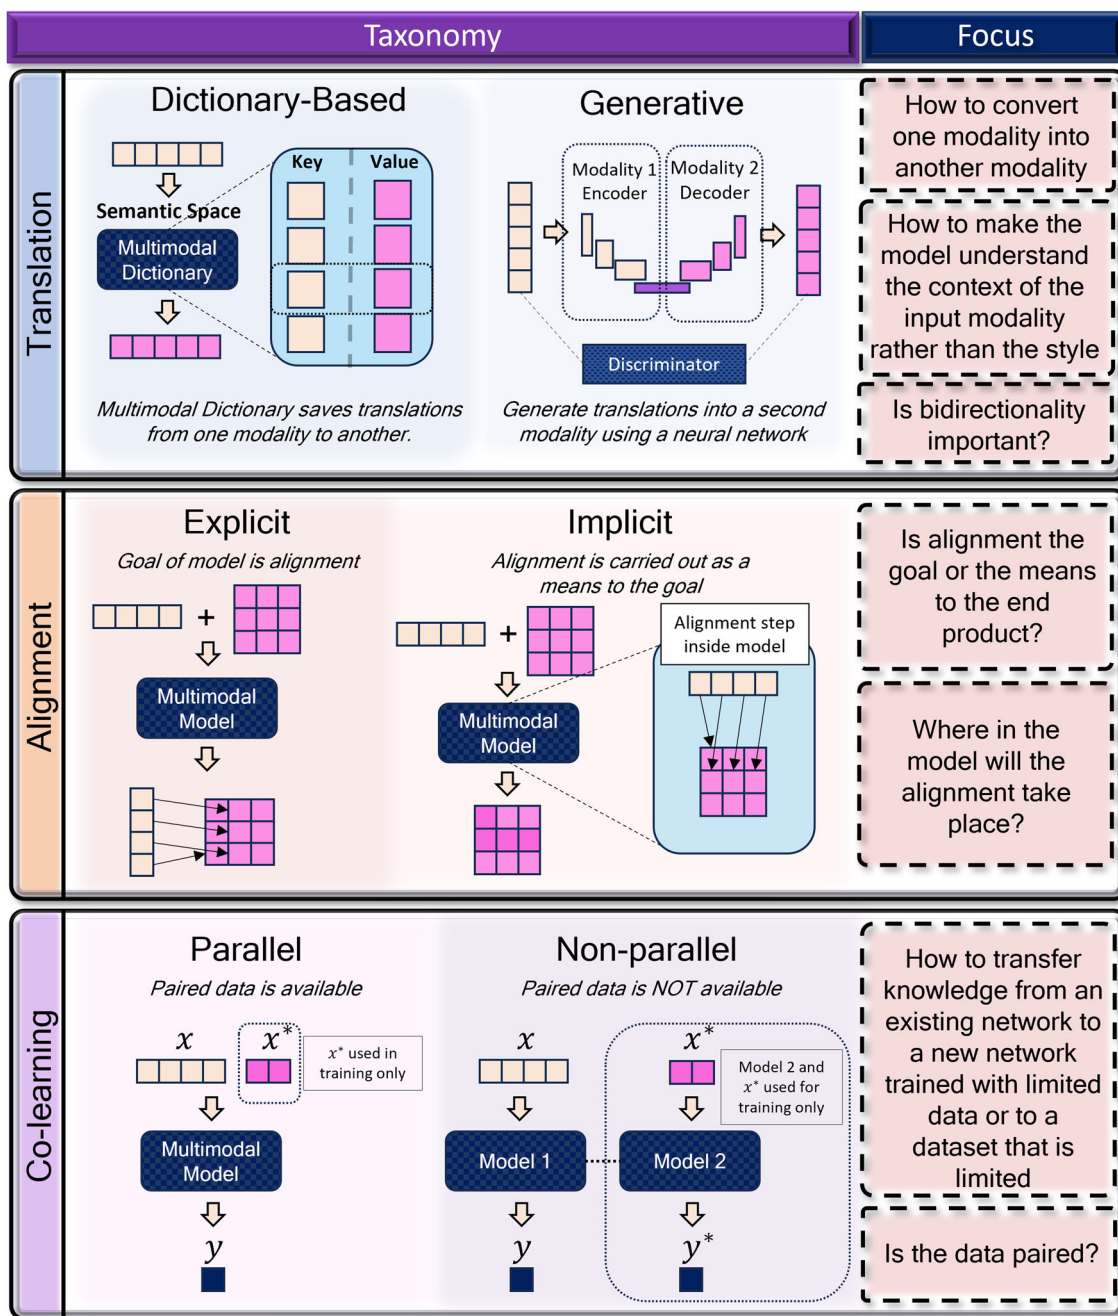 Taxonomy
Focus
Translation
Dictionary-Based
Semantic Space
Multimodal
Dictionary
Key
Value
Multimodal Dictionary saves translations
from one modality to another.
Generative
Modality 1
Encoder
Modality 2
Decoder
Discriminator
Generate translations into a second
modality using a neural network
How to convert
one modality into
another modality
How to make the
model understand
the context of the
input modality
rather than the style
Is bidirectionality
important?
Alignment
Explicit
Goal of model is alignment
+
Multimodal
Model
Implicit
Alignment is carried out as a
means to the goal
+
Multimodal
Model
Alignment step
inside model
Is alignment the
goal or the means
to the end
product?
Where in the
model will the
alignment take
place?
Co-learning
Parallel
Paired data is available
x
x*
x* used in
training only
Multimodal
Model
y
Non-parallel
Paired data is NOT available
x
x*
Model 2 and
x* used for
training only
Model 1
Model 2
y
y*
How to transfer
knowledge from an
existing network to
a new network
trained with limited
data or to a
dataset that is
limited
Is the data paired?